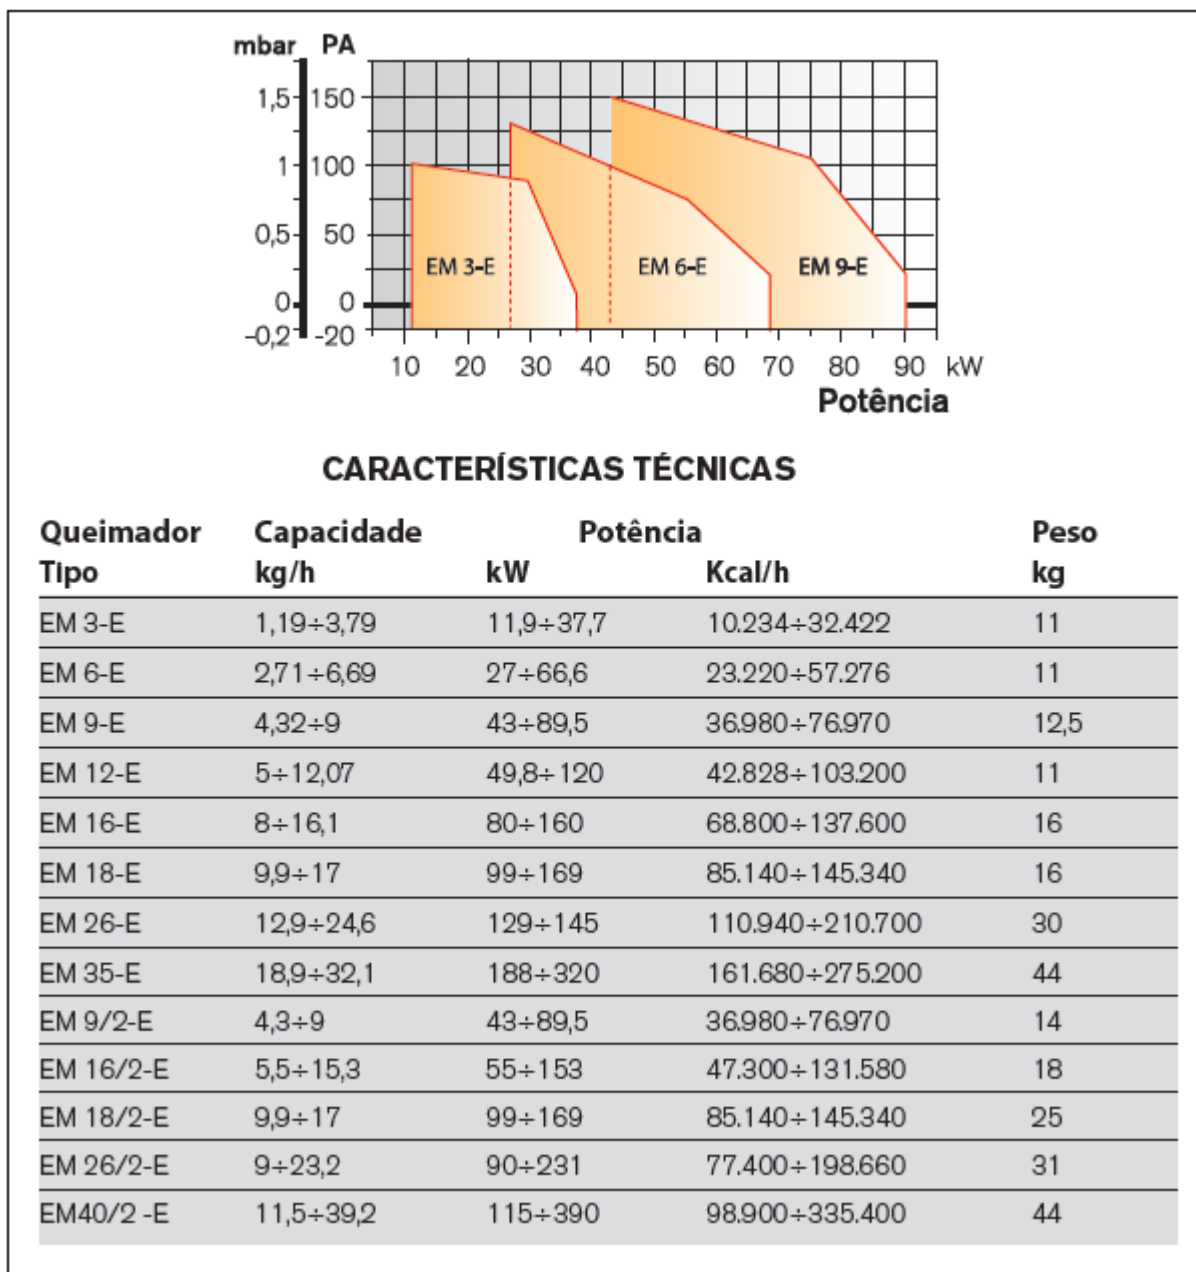 mbar PA
1,5 150
1 100
0,5 50
EM 3-E EM 6-E EM 9-E
0 0
-0,2 -20
10 20 30 40 50 60 70 80 90 kW
Potência
CARACTERÍSTICAS TÉCNICAS
Queimador Capacidade Potência Peso
Tipo kg/h kW Kcal/h kg
EM 3-E 1,19÷3,79 11,9÷37,7 10.234÷32.422 11
EM 6-E 2,71÷6,69 27÷66,6 23.220÷57.276 11
EM 9-E 4,32÷9 43÷89,5 36.980÷76.970 12,5
EM 12-E 5÷12,07 49,8÷120 42.828÷103.200 11
EM 16-E 8÷16,1 80÷160 68.800÷137.600 16
EM 18-E 9,9÷17 99÷169 85.140÷145.340 16
EM 26-E 12,9÷24,6 129÷145 110.940÷210.700 30
EM 35-E 18,9÷32,1 188÷320 161.680÷275.200 44
EM 9/2-E 4,3÷9 43÷89,5 36.980÷76.970 14
EM 16/2-E 5,5÷15,3 55÷153 47.300÷131.580 18
EM 18/2-E 9,9÷17 99÷169 85.140÷145.340 25
EM 26/2-E 9÷23,2 90÷231 77.400÷198.660 31
EM40/2 -E 11,5÷39,2 115÷390 98.900÷335.400 44